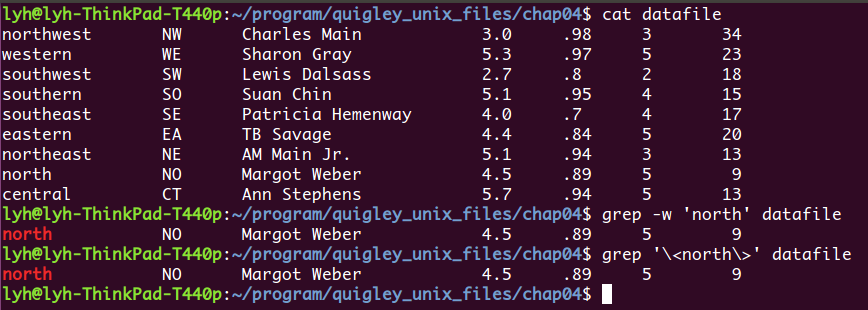 lyh@lyh-ThinkPad-T440p:~/program/quigley_unix_files/chap04$ cat datafile
northwest       NW      Charles Main           3.0     .98     3       34
western         WE      Sharon Gray            5.3     .97     5       23
southwest       SW      Lewis Dalsass          2.7     .8      2       18
southern        SO      Suan Chin              5.1     .95     4       15
southeast       SE      Patricia Hemenway      4.0     .7      4       17
eastern         EA      TB Savage              4.4     .84     5       20
northeast       NE      AM Main Jr.            5.1     .94     3       13
north           NO      Margot Weber           4.5     .89     5        9
central         CT      Ann Stephens           5.7     .94     5       13
lyh@lyh-ThinkPad-T440p:~/program/quigley_unix_files/chap04$ grep -w 'north' datafile
north           NO      Margot Weber           4.5     .89     5        9
lyh@lyh-ThinkPad-T440p:~/program/quigley_unix_files/chap04$ grep '\<north\>' datafile
north           NO      Margot Weber           4.5     .89     5        9
lyh@lyh-ThinkPad-T440p:~/program/quigley_unix_files/chap04$